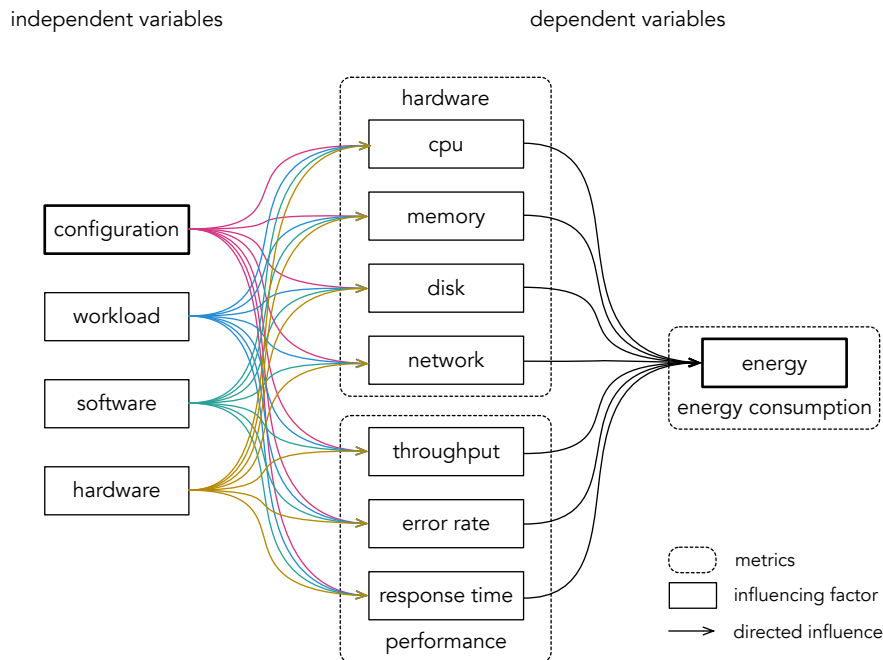 independent variables
dependent variables
hardware
cpu
memory
disk
network
configuration
workload
software
hardware
throughput
error rate
response time
performance
energy
energy consumption
metrics
influencing factor
directed influence